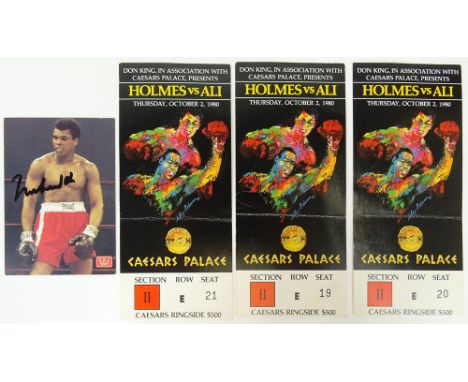 DON KING, IN ASSOCIATION WITH
CAESARS PALACE, PRESENTS
HOLMES VS ALI
THURSDAY, OCTOBER 2, 1980
CAESARS PALACE
SECTION ROW SEAT
II E 21
CAESARS RINGSIDE $500
DON KING, IN ASSOCIATION WITH
CAESARS PALACE, PRESENTS
HOLMES VS ALI
THURSDAY, OCTOBER 2, 1980
CAESARS PALACE
SECTION ROW SEAT
II E 19
CAESARS RINGSIDE $500
DON KING, IN ASSOCIATION WITH
CAESARS PALACE, PRESENTS
HOLMES VS ALI
THURSDAY, OCTOBER 2, 1980
CAESARS PALACE
SECTION ROW SEAT
II E 20
CAESARS RINGSIDE $500